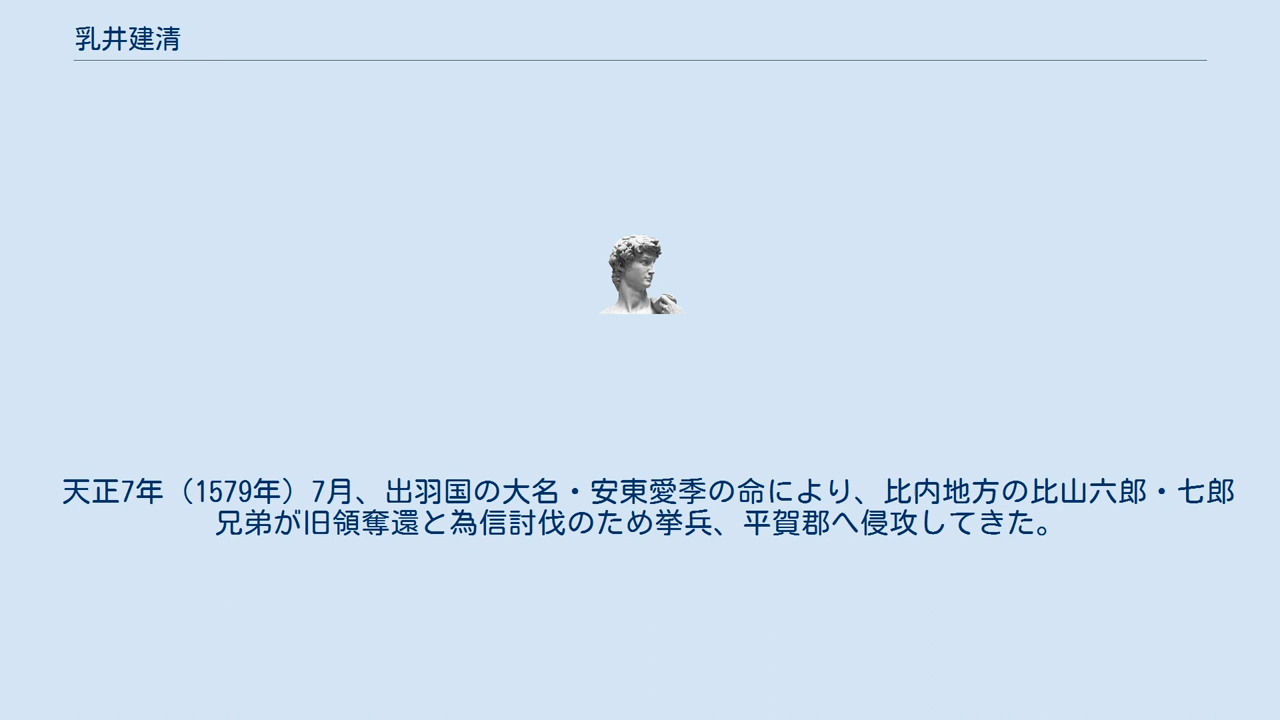 乳井建清
天正7年（1579年）7月、出羽国の大名・安東愛季の命により、比内地方の比山六郎・七郎
兄弟が旧領奪還と為信討伐のため挙兵、平賀郡へ侵攻してきた。